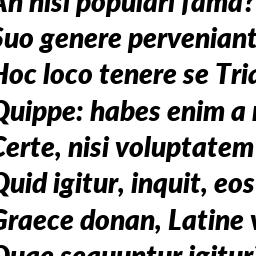 An nisi populari fama?
Suo genere perveniant
Hoc loco tenere se Tria
Quippe: habes enim a
Certe, nisi voluptatem
Quid igitur, inquit, eos
Graece donan, Latine v
Quae sequuntur igitur